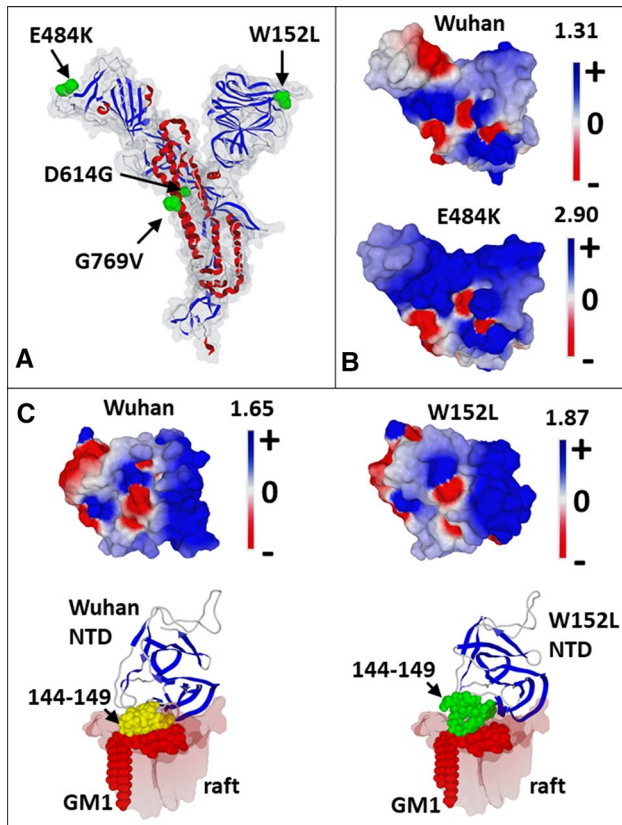 E484K
W152L
D614G
G769V
A
Wuhan
1.31
+
0
-
E484K
2.90
+
0
-
B
C
Wuhan
1.65
+
0
-
W152L
1.87
+
0
-
Wuhan
NTD
144-149
GM1
raft
W152L
NTD
144-149
GM1
raft